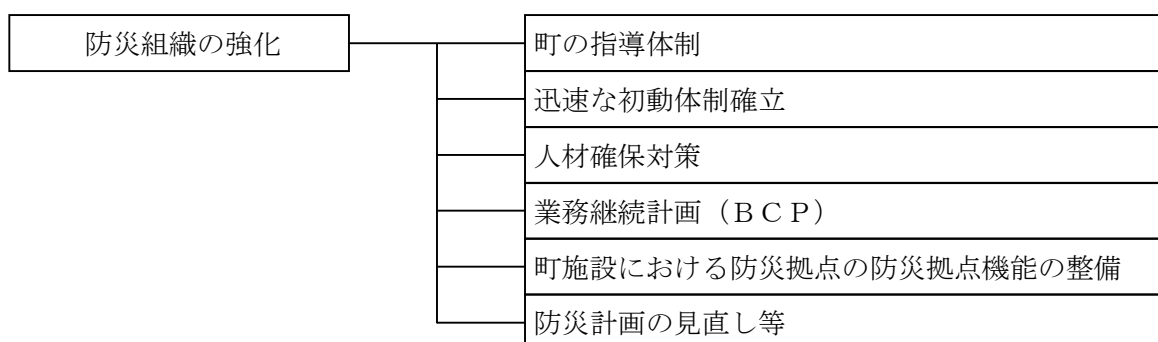 防災組織の強化
町の指導体制
迅速な初動体制確立
人材確保対策
業務継続計画（ＢＣＰ）
町施設における防災拠点の防災拠点機能の整備
防災計画の見直し等